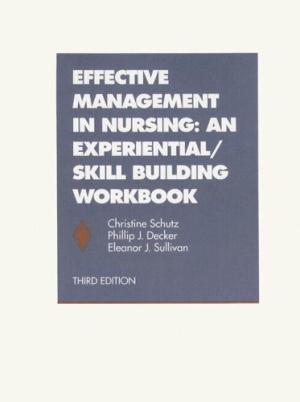 EFFECTIVE
MANAGEMENT
IN NURSING: AN
EXPERIENTIAL/
SKILL BUILDING
WORKBOOK
Christine Schutz
Phillip J. Decker
Eleanor J. Sullivan
THIRD EDITION